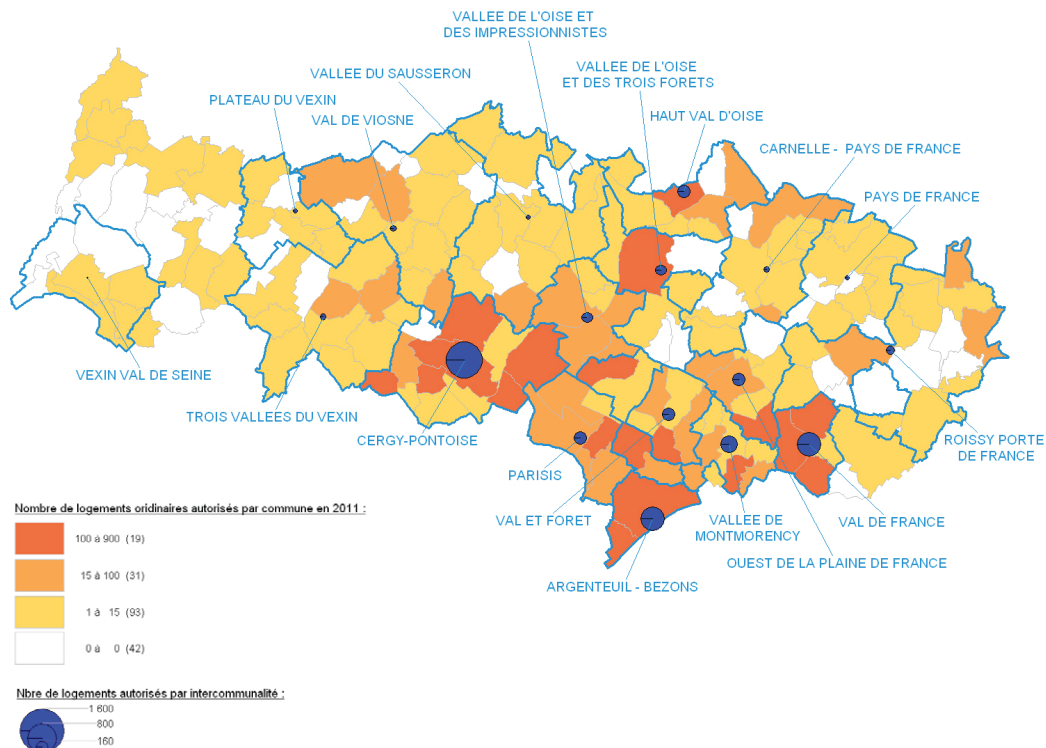 VALLEE DE L'OISE ET
DES IMPRESSIONNISTES
VALLEE DE L'OISE
ET DES TROIS FORETS
VALLEE DU SAUSSERON
PLATEAU DU VEXIN
VAL DE VIOSNE
HAUT VAL D'OISE
CARNELLE - PAYS DE FRANCE
PAYS DE FRANCE
VEXIN VAL DE SEINE
TROIS VALLEES DU VEXIN
CERGY-PONTOISE
PARISIS
VAL ET FORET
ARGENTEUIL - BEZONS
VALLEE DE
MONTMORENCY
OUEST DE LA PLAINE DE FRANCE
VAL DE FRANCE
ROISSY PORTE
DE FRANCE
Nombre de logements oridinaires autorisés par commune en 2011 :
100 à 900 (19)
15 à 100 (31)
1 à 15 (93)
0 à 0 (42)
Nbre de logements autorisés par intercommunalité :
1 600
800
160